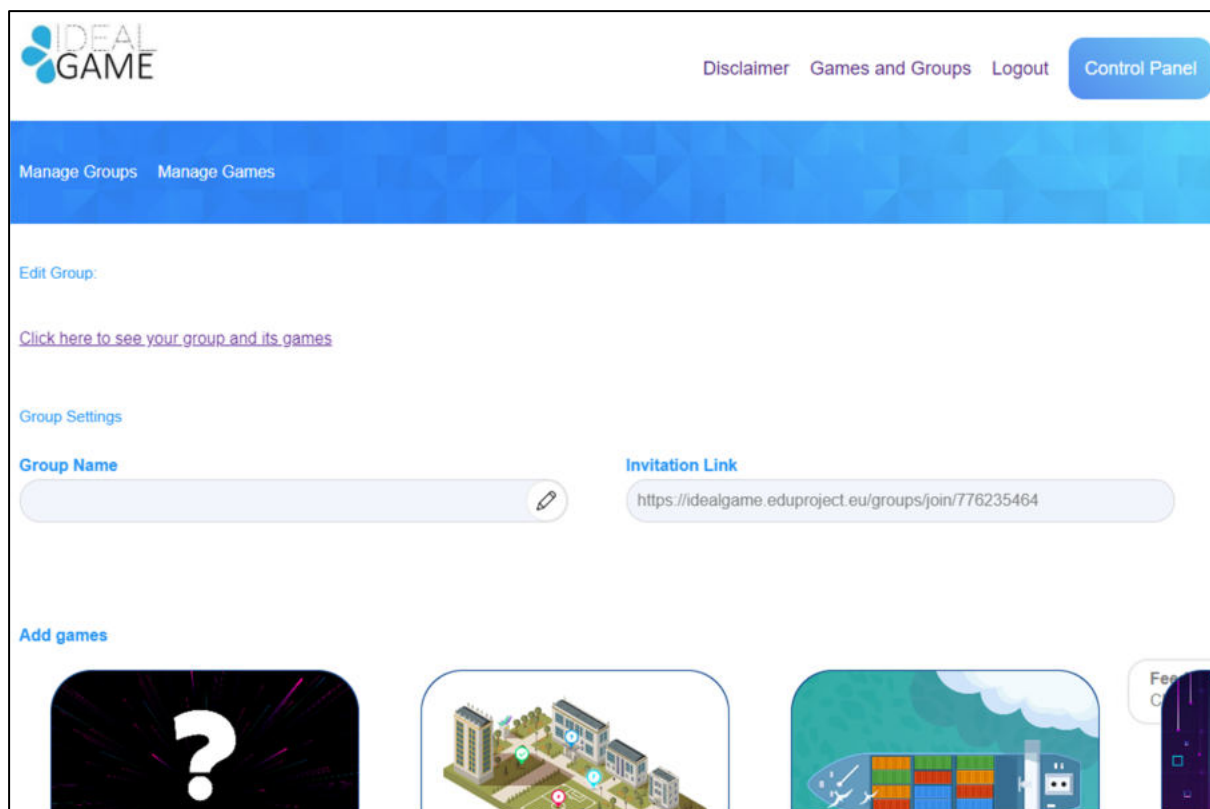 IDEAL
GAME
Disclaimer Games and Groups Logout Control Panel
Manage Groups Manage Games
Edit Group:
Click here to see your group and its games
Group Settings
Group Name
Invitation Link
https://idealgame.eduproject.eu/groups/join/776235464
Add games
?